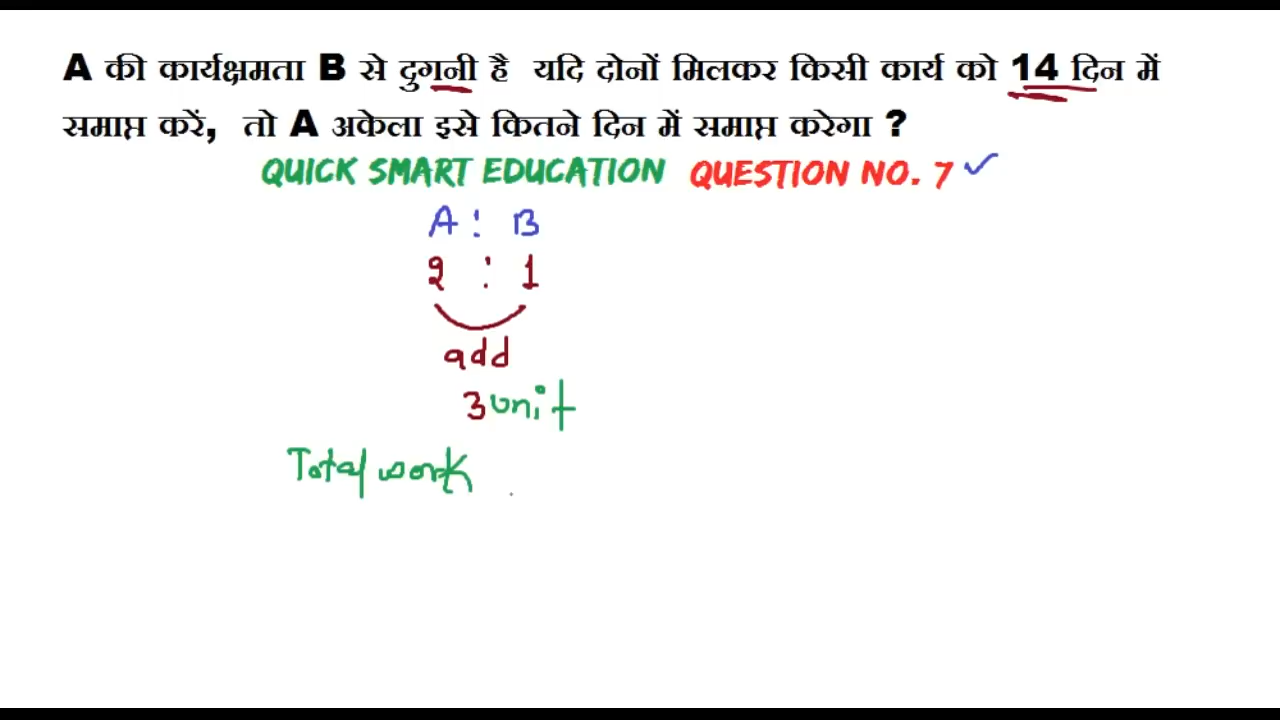 A की कार्यक्षमता B से दुगनी है यदि दोनों मिलकर किसी कार्य को 14 दिन में
समाप्त करें, तो A अकेला इसे कितने दिन में समाप्त करेगा ?
QUICK SMART EDUCATION QUESTION NO. 7
A : B
2 : 1
add
3 unit
Total work